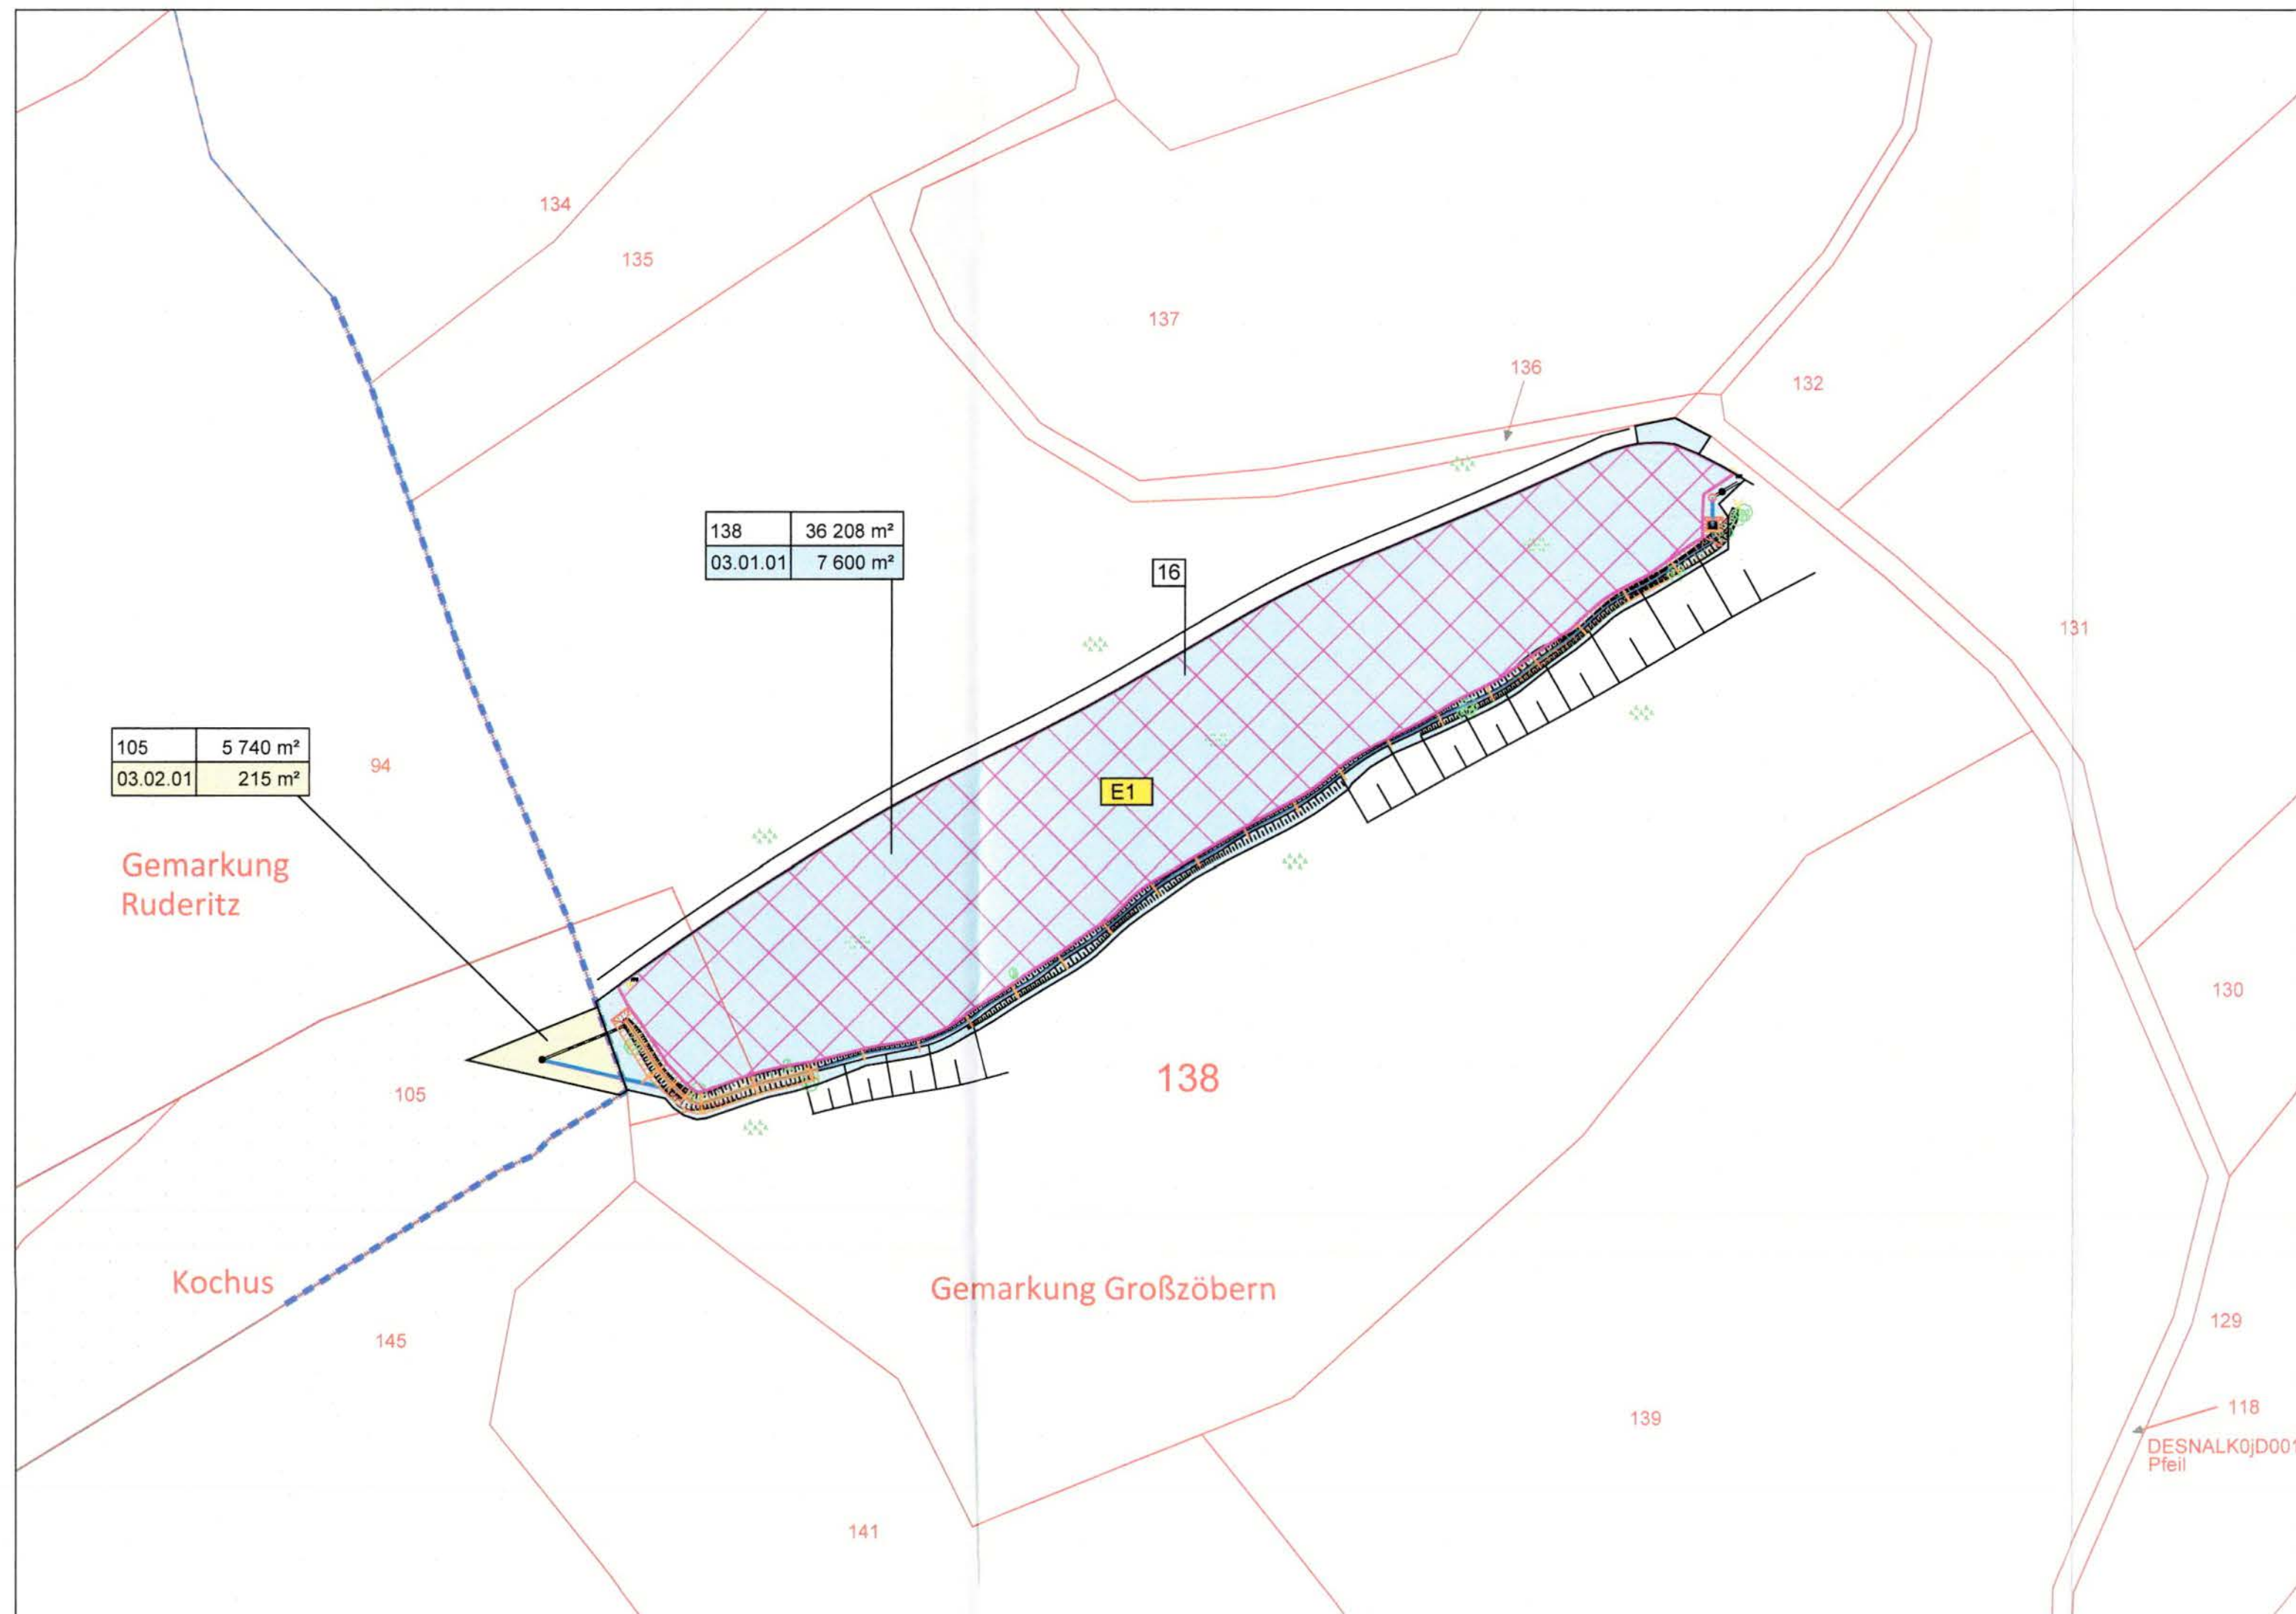 134
135
137
136
132
138 36 208 m²
03.01.01 7 600 m²
16
131
105 5 740 m²
03.02.01 215 m²
94
E1
Gemarkung
Ruderitz
130
138
105
Kochus
Gemarkung Großzöbern
145
129
118
139
DESNALK0jD001
Pfeil
141